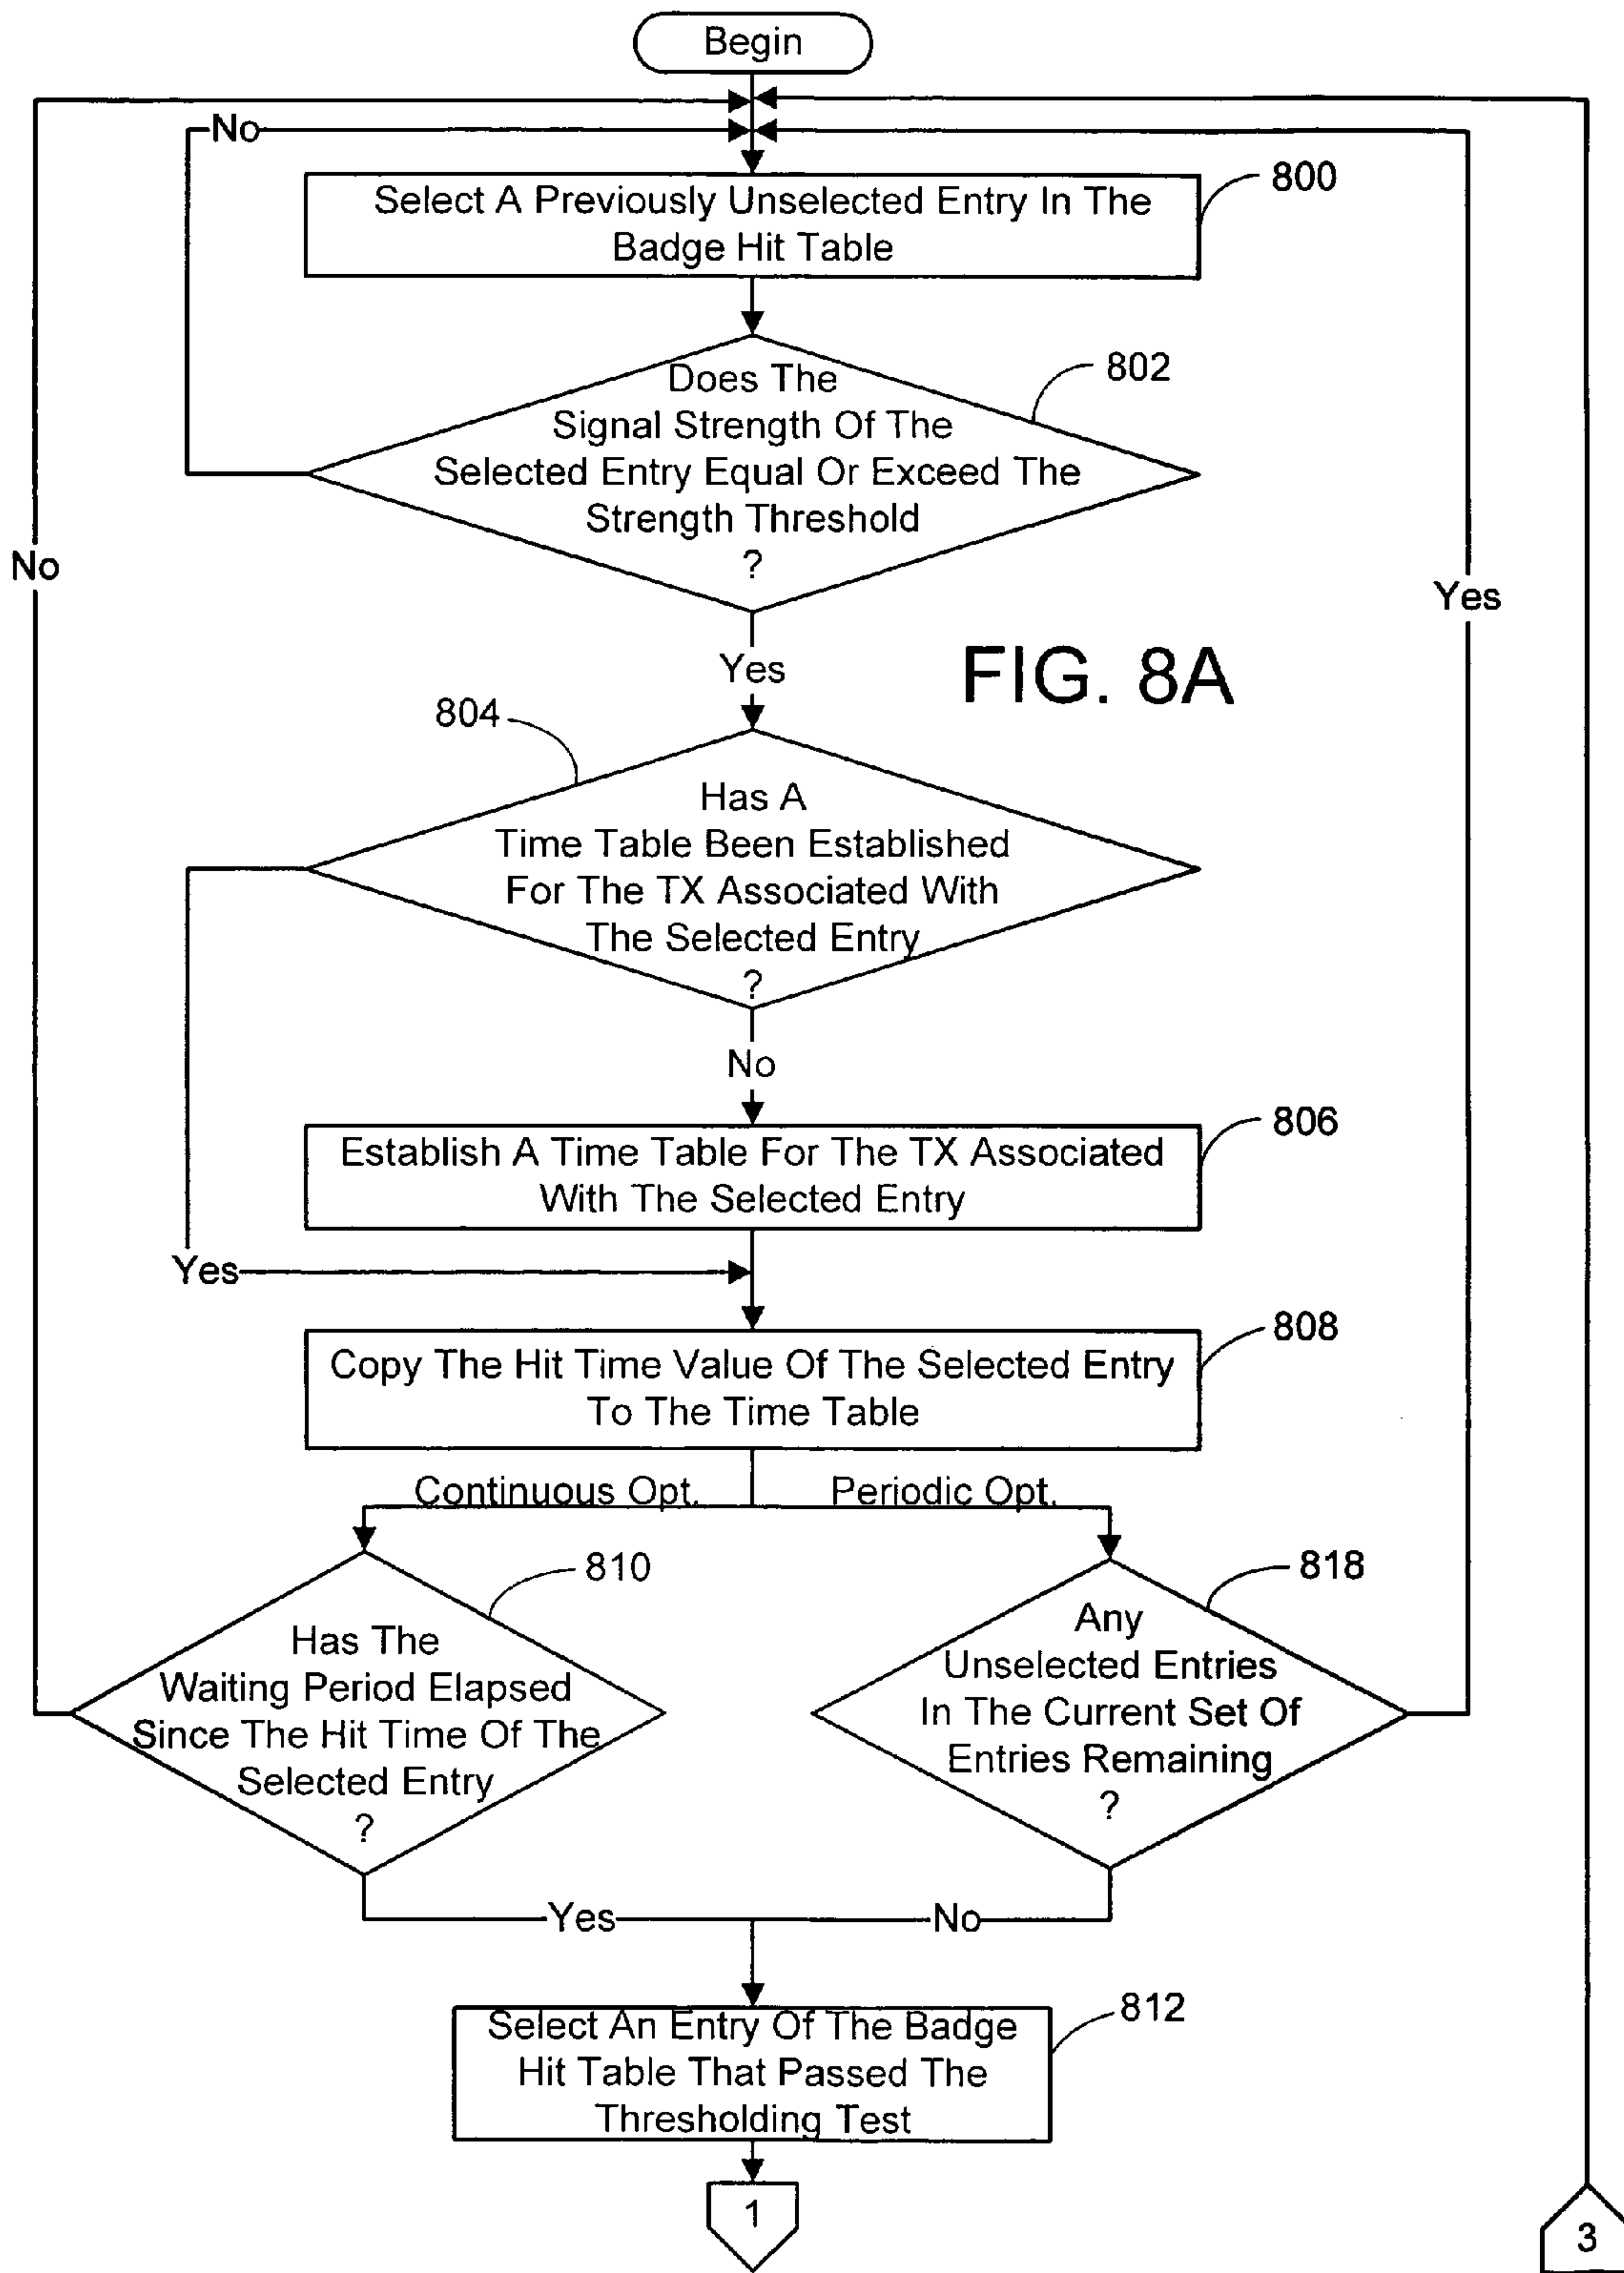 Begin
No
Select A Previously Unselected Entry In The
Badge Hit Table
800
Does The
Signal Strength Of The
Selected Entry Equal Or Exceed The
Strength Threshold
?
802
No
Yes
Yes
FIG. 8A
804
Has A
Time Table Been Established
For The TX Associated With
The Selected Entry
?
No
Establish A Time Table For The TX Associated
With The Selected Entry
806
Yes
Copy The Hit Time Value Of The Selected Entry
To The Time Table
808
Continuous Opt.
Periodic Opt.
Has The
Waiting Period Elapsed
Since The Hit Time Of The
Selected Entry
?
810
Any
Unselected Entries
In The Current Set Of
Entries Remaining
?
818
Yes
No
Select An Entry Of The Badge
Hit Table That Passed The
Thresholding Test
812
1
3